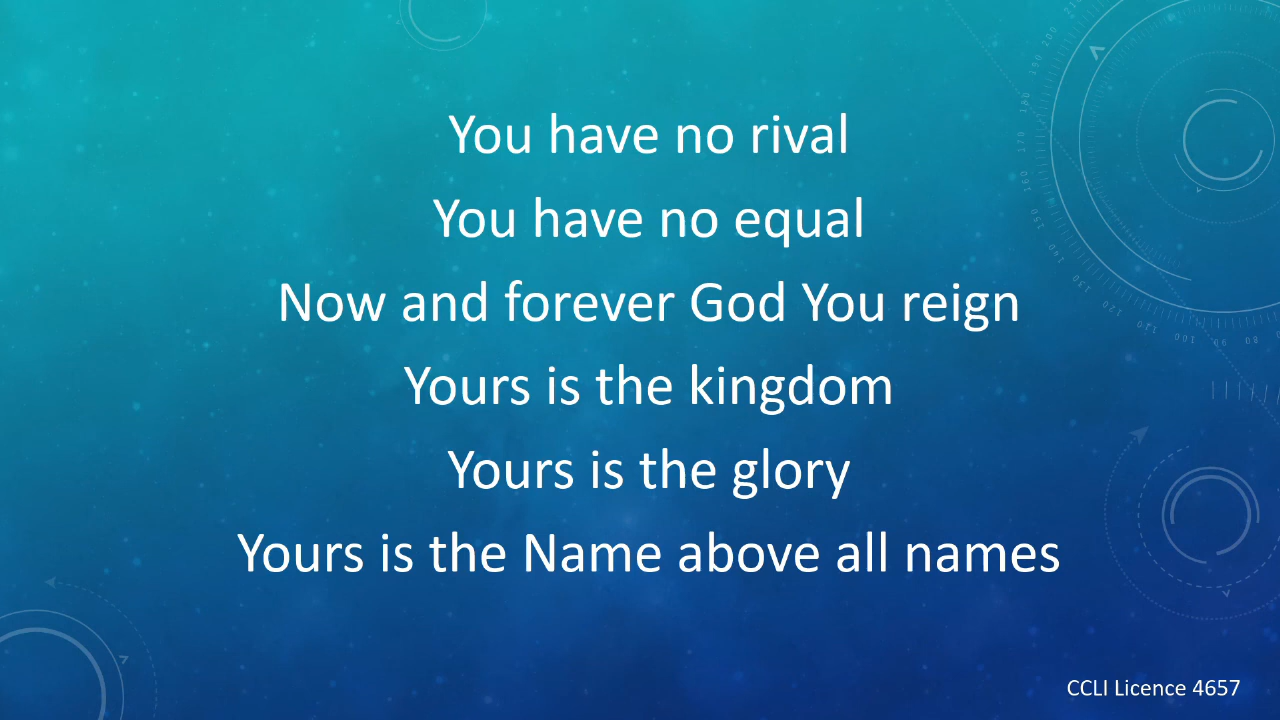 You have no rival
You have no equal
Now and forever God You reign
Yours is the kingdom
Yours is the glory
Yours is the Name above all names
CCLI Licence 4657